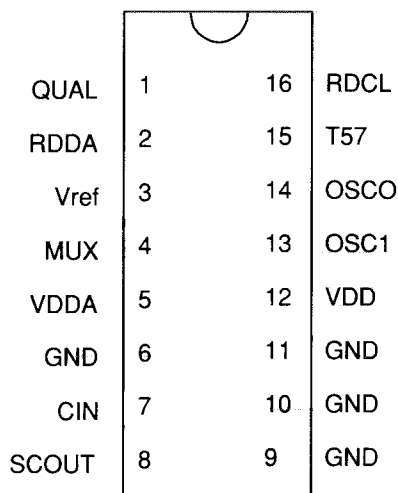 QUAL 1 16 RDCL
RDDA 2 15 T57
Vref 3 14 OSCO
MUX 4 13 OSC1
VDDA 5 12 VDD
GND 6 11 GND
CIN 7 10 GND
SCOUT 8 9 GND